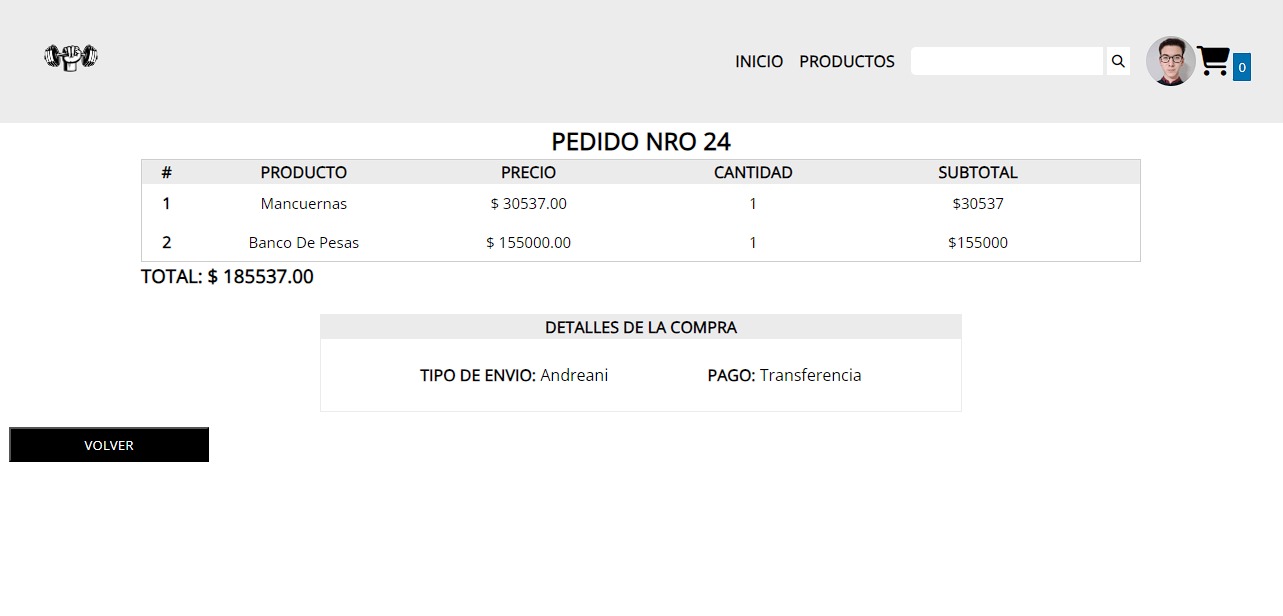 INICIO PRODUCTOS 0
PEDIDO NRO 24
# PRODUCTO PRECIO CANTIDAD SUBTOTAL
1 Mancuernas $ 30537.00 1 $30537
2 Banco De Pesas $ 155000.00 1 $155000
TOTAL: $ 185537.00
DETALLES DE LA COMPRA
TIPO DE ENVIO: Andreani PAGO: Transferencia
VOLVER